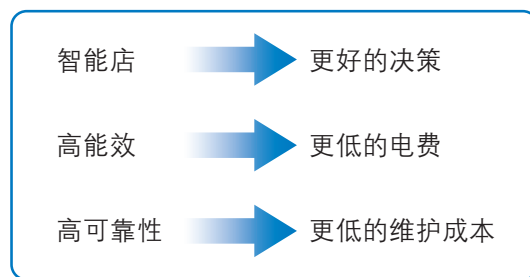 智能店 更好的决策
高能效 更低的电费
高可靠性 更低的维护成本